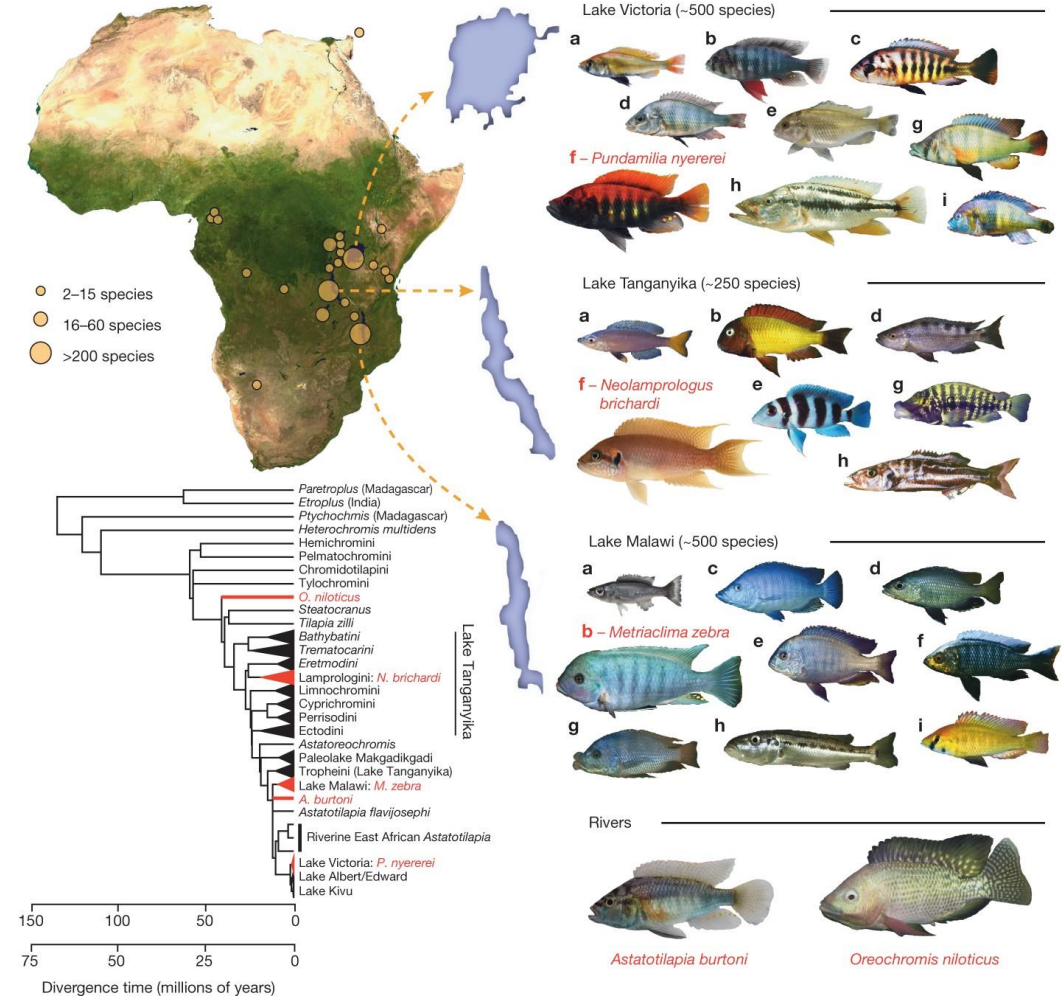 Lake Victoria (~500 species)
a
b
c
d
e
g
f – Pundamilia nyererei
h
i
2–15 species
16–60 species
>200 species
Lake Tanganyika (~250 species)
a
b
d
f – Neolamprologus
brichardi
e
g
h
Paretroplus (Madagascar)
Etroplus (India)
Ptychochmis (Madagascar)
Heterochromis multidens
Hemichromini
Pelmatochromini
Chromidotilapini
Tylochromini
O. niloticus
Steatocranus
Tilapia zilli
Bathybatini
Trematocarini
Eretmodini
Lamprologini: N. brichardi
Limnochromini
Cyprichromini
Perrisodini
Ectodini
Lake Tanganyika
Astatoreochromis
Paleolake Makgadikgadi
Tropheini (Lake Tanganyika)
Lake Malawi: M. zebra
A. burtoni
Astatotilapia flavijosephi
Riverine East African Astatotilapia
Lake Victoria: P. nyererei
Lake Albert/Edward
Lake Kivu
150 100 50 0
75 50 25 0
Divergence time (millions of years)
Lake Malawi (~500 species)
a
c
d
b – Metriaclima zebra
e
f
g
h
i
Rivers
Astatotilapia burtoni
Oreochromis niloticus